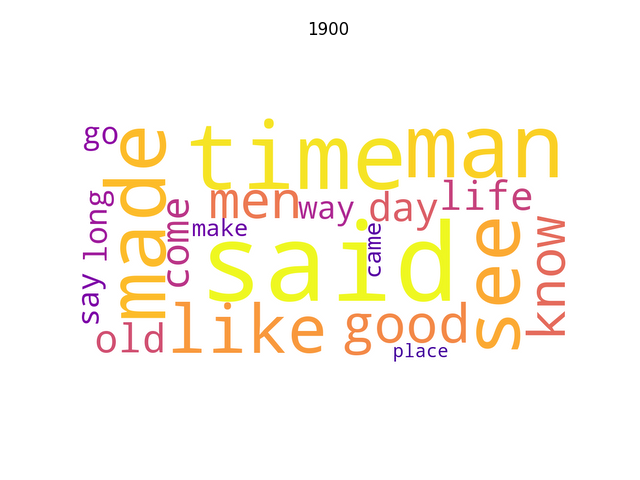 1900
go
made
time
man
men
way
day
life
long
say
come
make
said
came
see
know
old
like
good
place